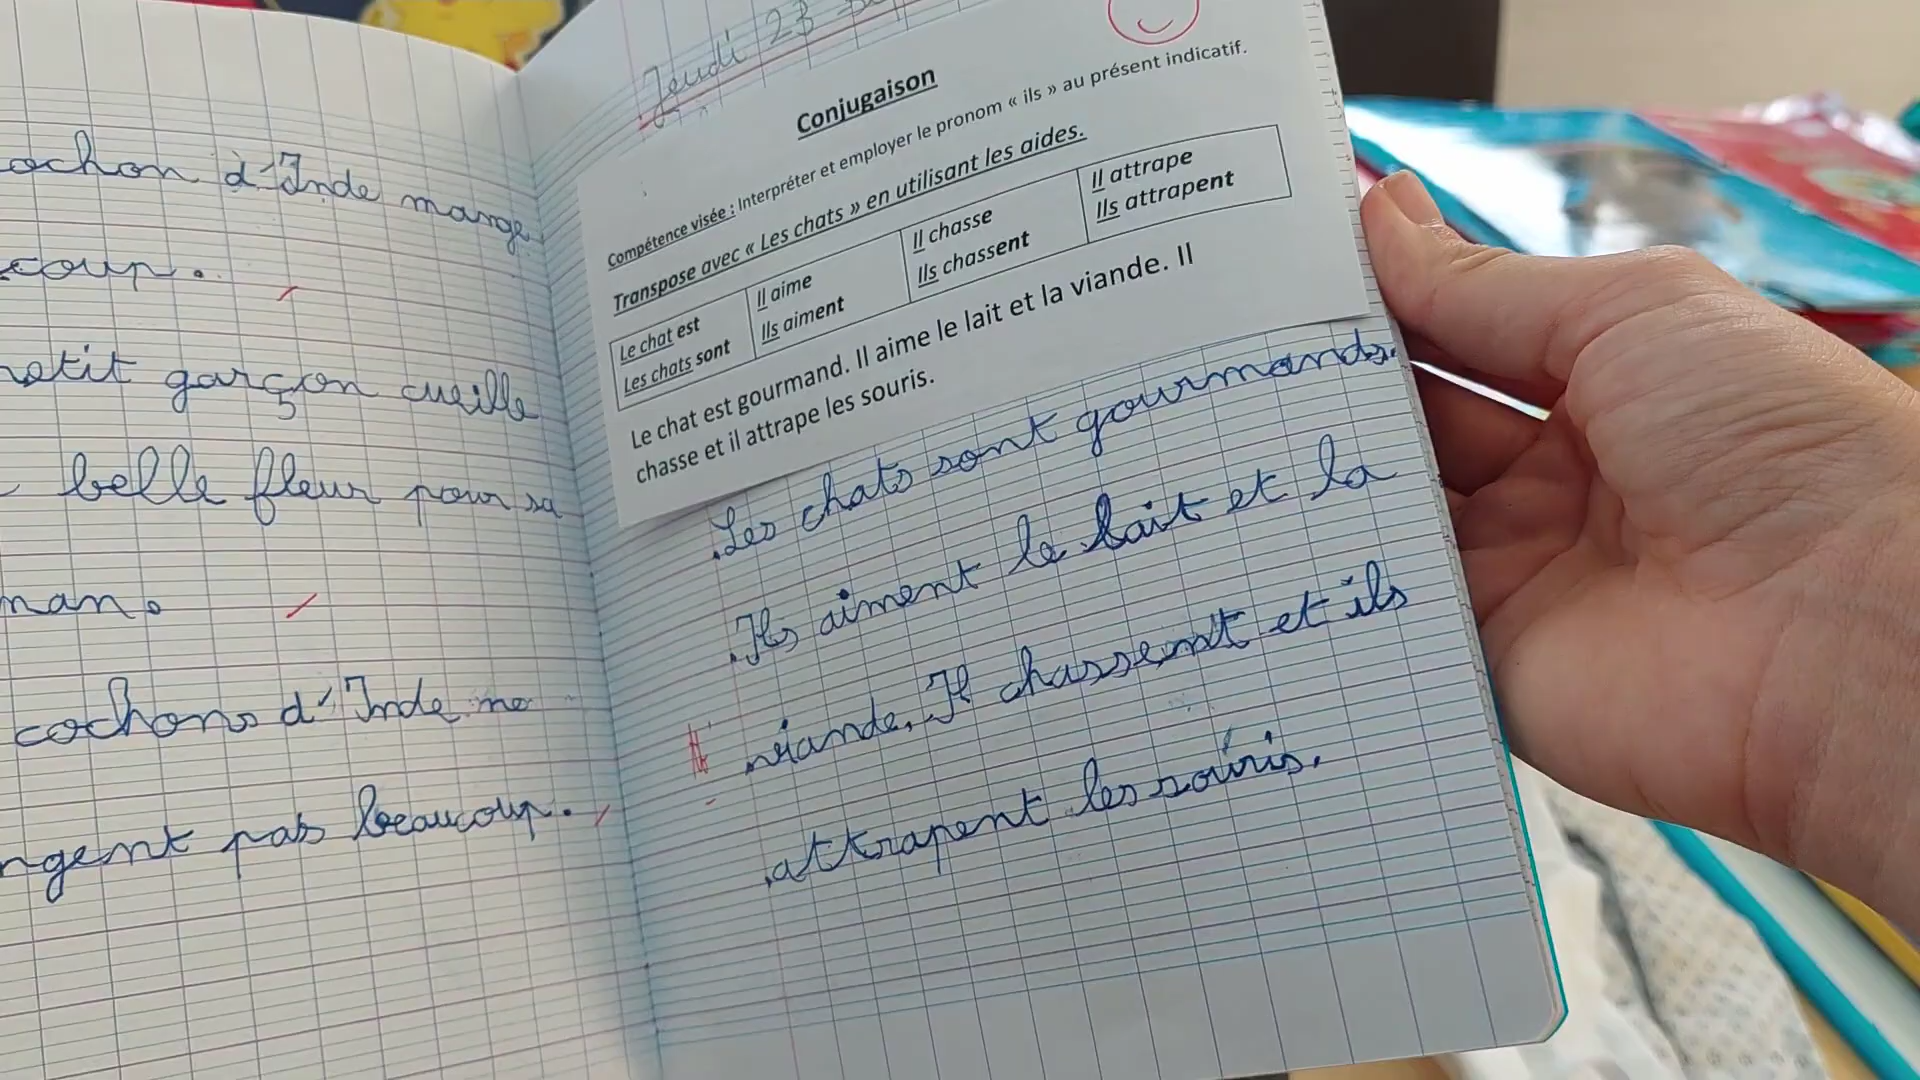 ochon d'Inde mange
coup.
petit garçon cueille
belle fleur pour sa
man.
cochons d'Inde ne
ngent pas beaucoup.
Jeudi 23
Conjugaison
Compétence visée : Interpréter et employer le pronom « ils » au présent indicatif.
Transpose avec « Les chats » en utilisant les aides.
Le chat est
Les chats sont
Il aime
Ils aiment
Il chasse
Ils chassent
Il attrape
Ils attrapent
Le chat est gourmand. Il aime le lait et la viande. Il
chasse et il attrape les souris.
Les chats sont gourmands.
Ils aiment le lait et la
viande. Il chassent et ils
attrapent les souris.